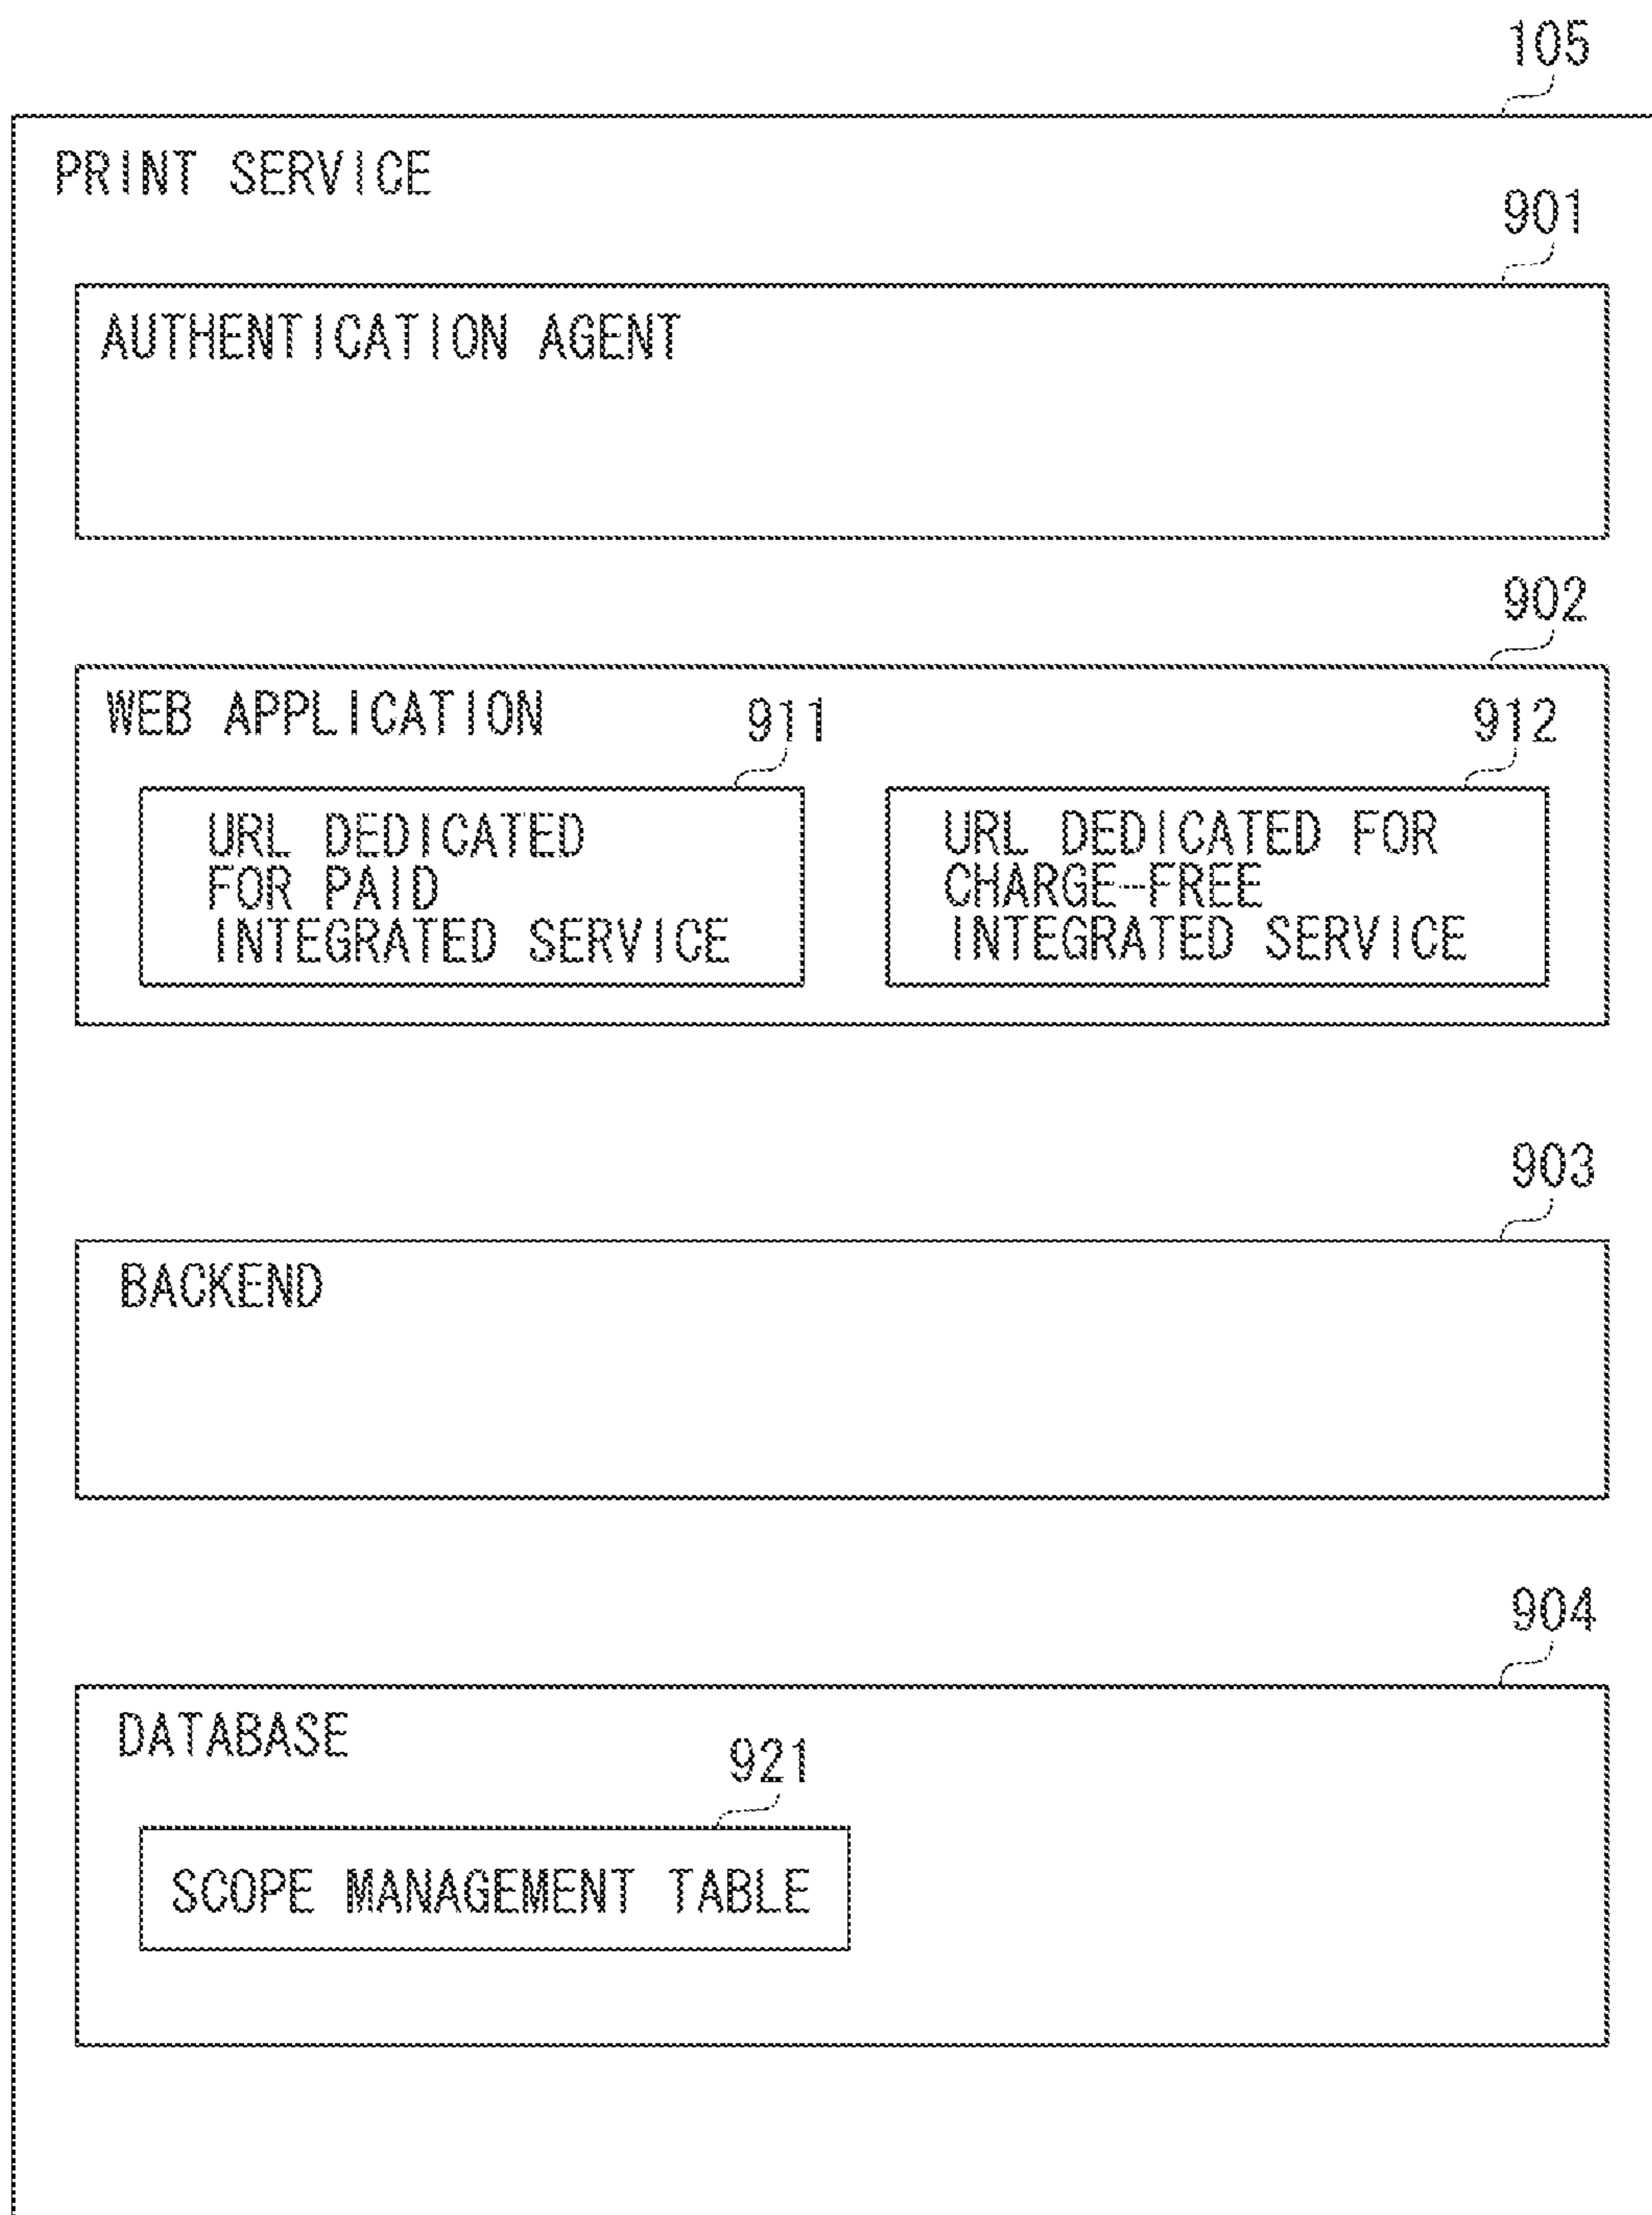 105
PRINT SERVICE
901
AUTHENTICATION AGENT
902
WEB APPLICATION
911
912
URL DEDICATED
FOR PAID
INTEGRATED SERVICE
URL DEDICATED FOR
CHARGE-FREE
INTEGRATED SERVICE
903
BACKEND
904
DATABASE
921
SCOPE MANAGEMENT TABLE